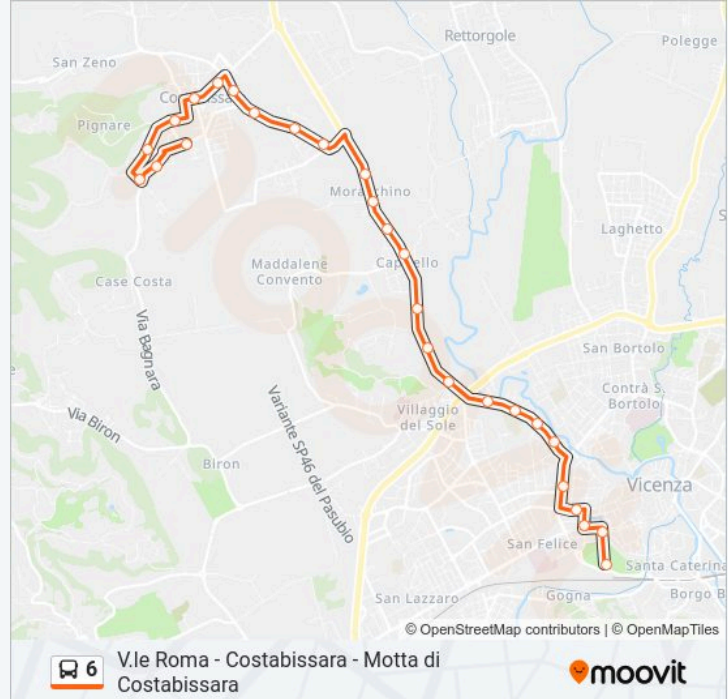 Rettorgole
Polegge
San Zeno
Pignare
Laghetto
Maddalene
Convento
Case Costa
Via Bagnara
San Bortolo
Contrà S.
Bortolo
Villaggio
del Sole
Via Biron
Biron
Variante SP46 del Pasubio
Vicenza
San Felice
Santa Caterina
San Lazzaro
Gogna
Borgo B
© OpenStreetMap contributors | © OpenMapTiles
6
V.le Roma - Costabissara - Motta di
Costabissara
moovit